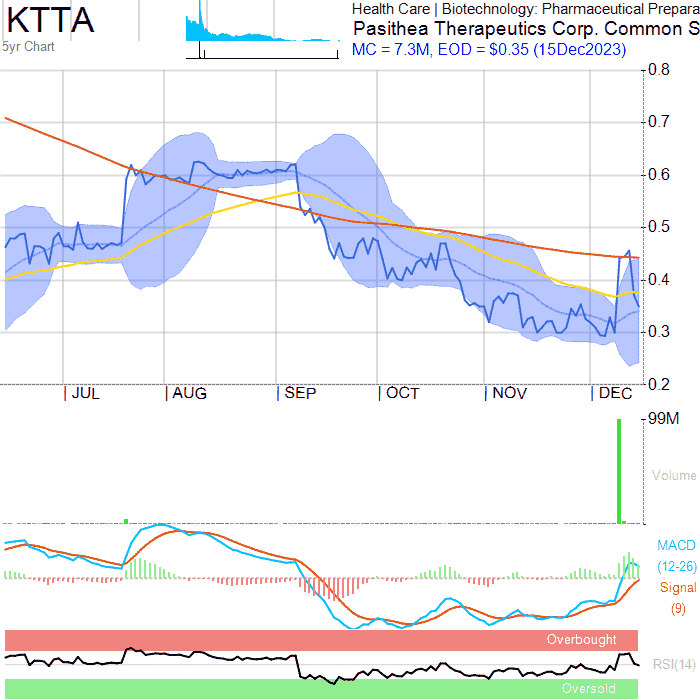 KTTA
5yr Chart
Health Care | Biotechnology: Pharmaceutical Prepara
Pasithea Therapeutics Corp. Common S
MC = 7.3M, EOD = $0.35 (15Dec2023)
0.8
0.7
0.6
0.5
0.4
0.3
0.2
JUL
AUG
SEP
OCT
NOV
DEC
99M
Volume
MACD
(12-26)
Signal
(9)
Overbought
RSI(14)
Oversold